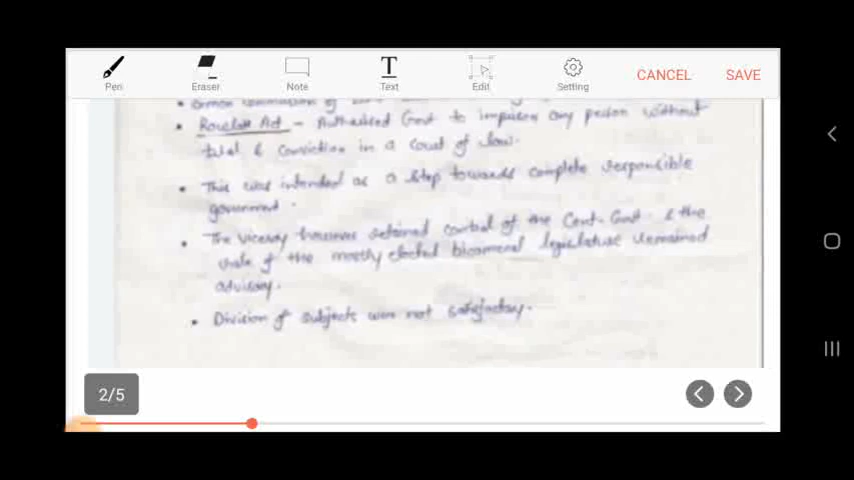 Pen Eraser Note Text Edit Setting CANCEL SAVE
• Rowlatt Act - Authorised Govt to imprison any person without
trial & conviction in a court of law.
• This was intended as a step towards complete responsible
government.
• The viceroy however retained control of the Cent. Govt & the
role of the mostly elected bicameral legislature remained
advisory.
• Division of subjects were not satisfactory.
2/5